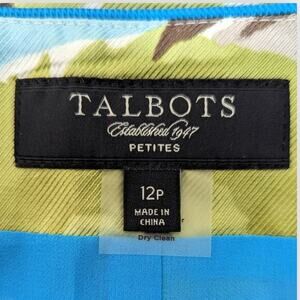 TALBOTS
Established 1947
PETITES
12P
MADE IN
CHINA
Dry Clean